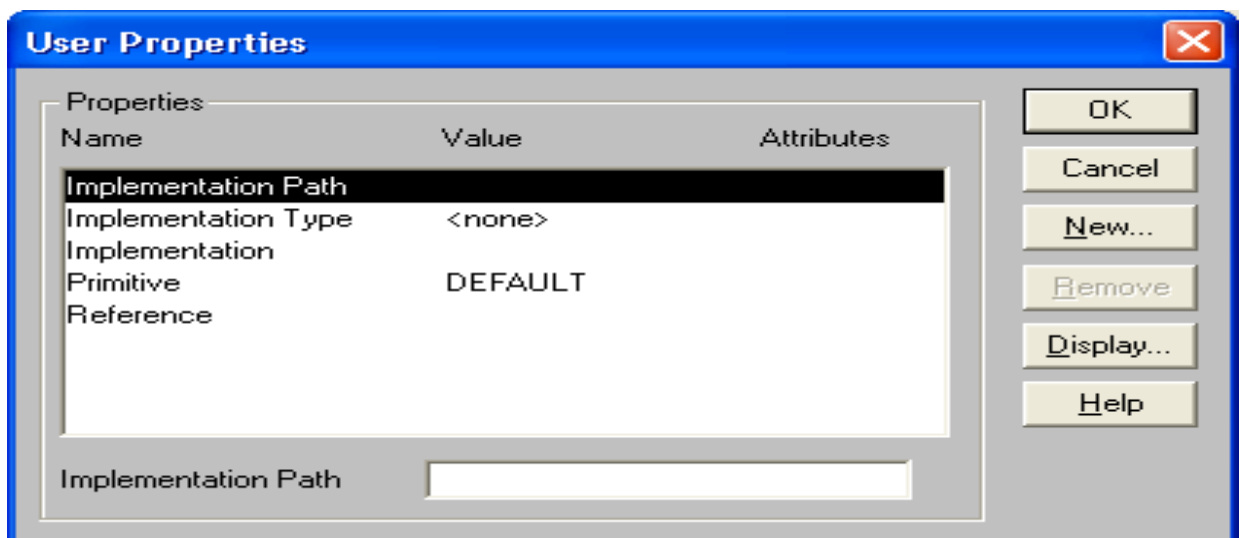 User Properties
Properties
Name Value Attributes
Implementation Path
Implementation Type <none>
Implementation
Primitive DEFAULT
Reference
Implementation Path
OK
Cancel
New...
Remove
Display...
Help